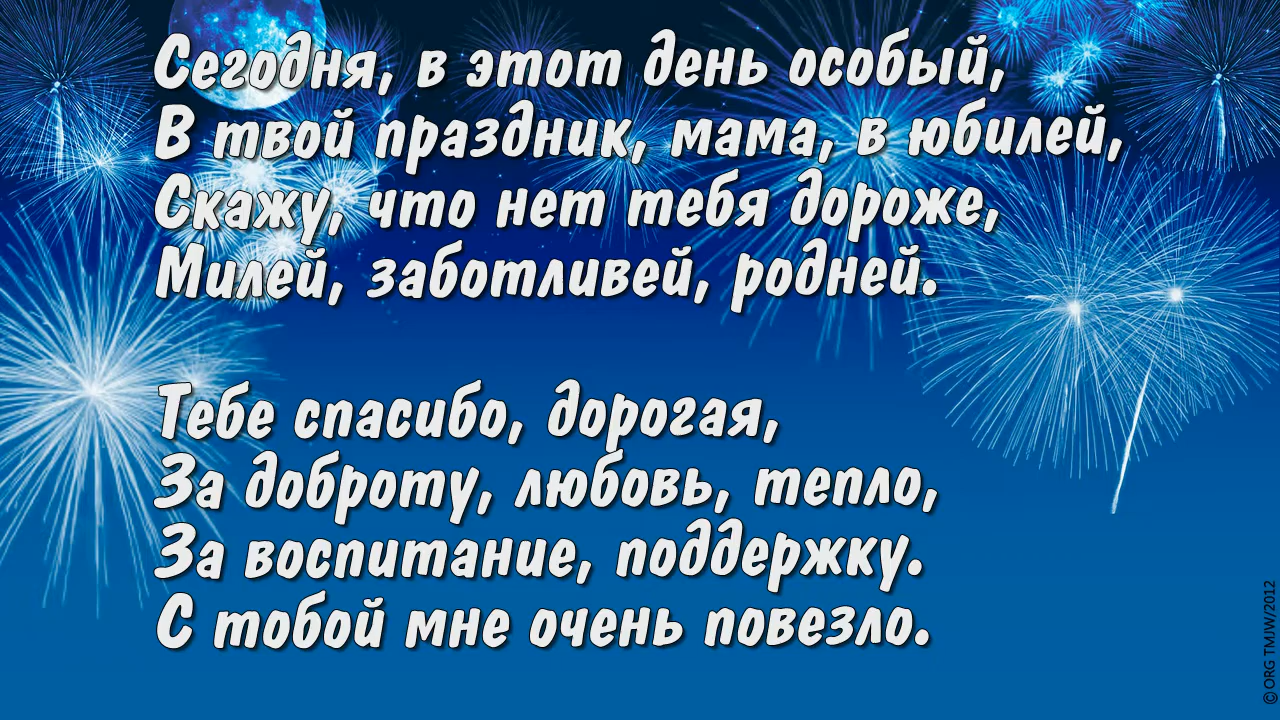 Сегодня, в этот день особый,
В твой праздник, мама, в юбилей,
Скажу, что нет тебя дороже,
Милей, заботливей, родней.
Тебе спасибо, дорогая,
За доброту, любовь, тепло,
За воспитание, поддержку.
С тобой мне очень повезло.
© ORG TMJW/2012